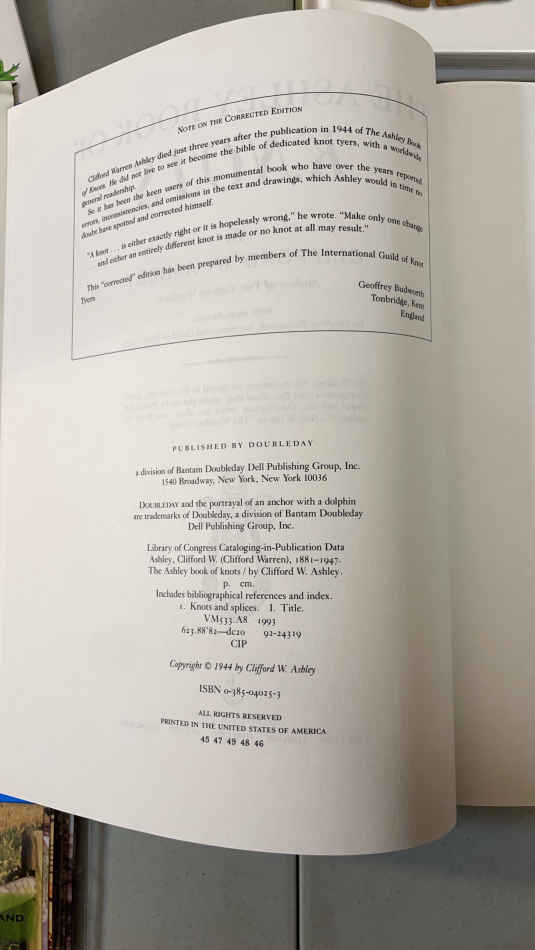 NOTE ON THE CORRECTED EDITION
Clifford Warren Ashley died just three years after the publication in 1944 of The Ashley Book
of Knots. He did not live to see it become the bible of dedicated knot tyers, with a worldwide
general readership.
So it has been the keen users of this monumental book who have over the years reported
errors, inconsistencies, and omissions in the text and drawings, which Ashley would in time no
doubt have spotted and corrected himself.
"A knot . . . is either exactly right or it is hopelessly wrong," he wrote. "Make only one change
. . . and either an entirely different knot is made or no knot at all may result."
This "corrected" edition has been prepared by members of The International Guild of Knot
Tyers.
Geoffrey Budworth
Tonbridge, Kent
England
PUBLISHED BY DOUBLEDAY
a division of Bantam Doubleday Dell Publishing Group, Inc.
1540 Broadway, New York, New York 10036
DOUBLEDAY and the portrayal of an anchor with a dolphin
are trademarks of Doubleday, a division of Bantam Doubleday
Dell Publishing Group, Inc.
Library of Congress Cataloging-in-Publication Data
Ashley, Clifford W. (Clifford Warren), 1881–1947.
The Ashley book of knots / by Clifford W. Ashley.
p. cm.
Includes bibliographical references and index.
1. Knots and splices. I. Title.
VM533.A8 1993
623.88'82—dc20 92-24319
CIP
Copyright © 1944 by Clifford W. Ashley
ISBN 0-385-04025-3
ALL RIGHTS RESERVED
PRINTED IN THE UNITED STATES OF AMERICA
45 47 49 48 46
AND